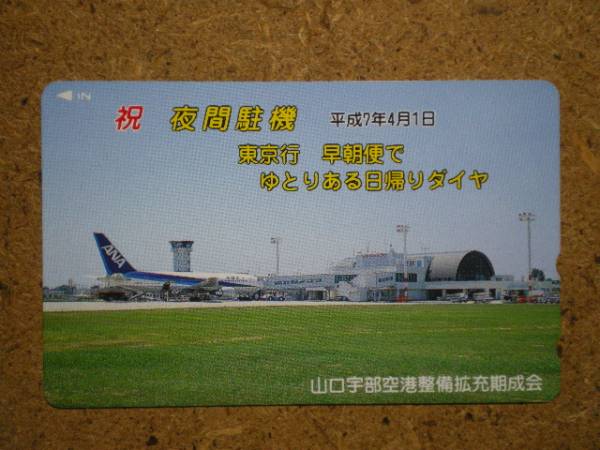 ◀ IN
祝 夜間駐機 平成7年4月1日
東京行 早朝便で
ゆとりある日帰りダイヤ
ANA
山口宇部空港整備拡充期成会